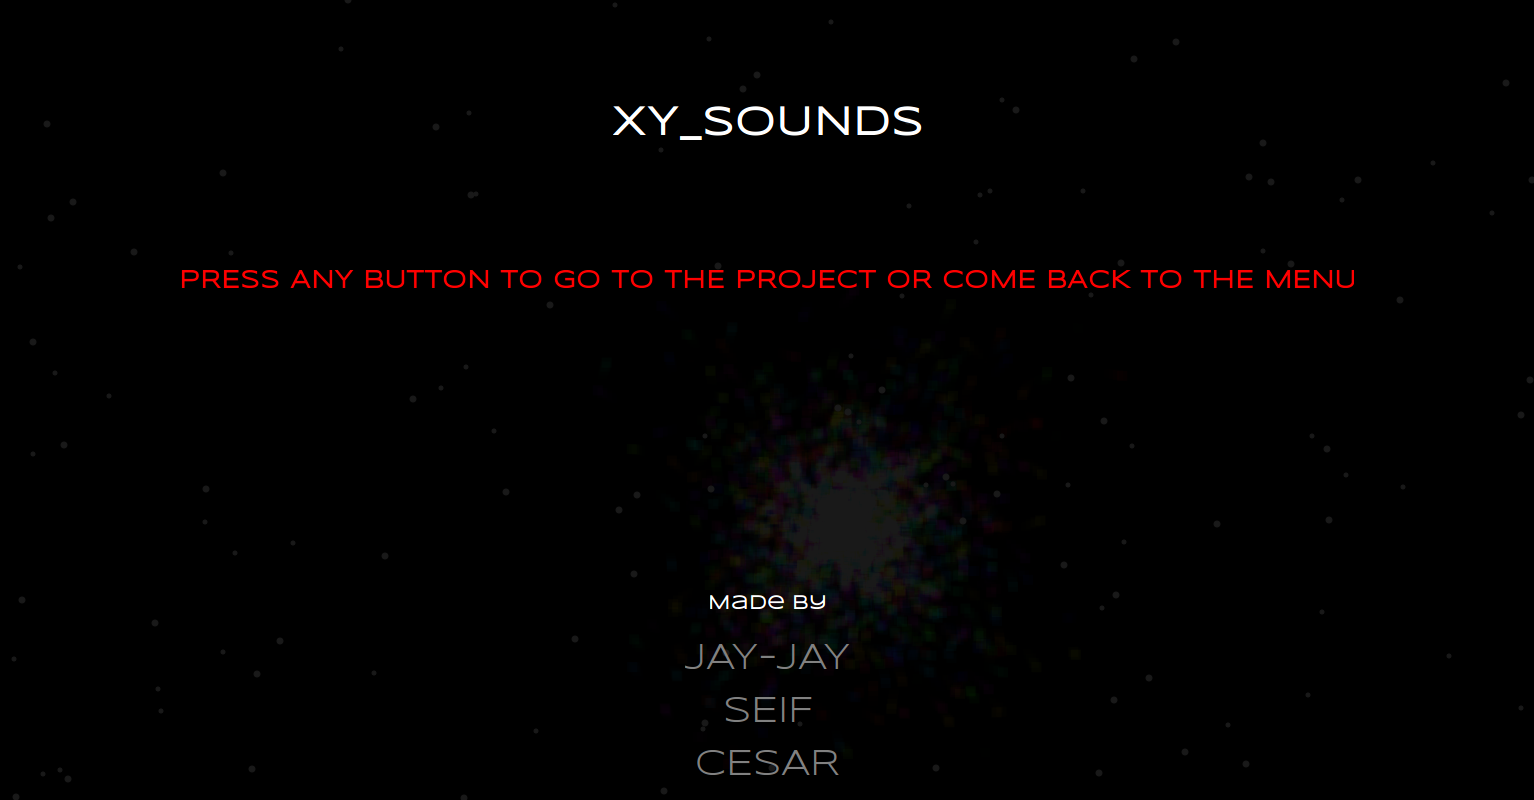 XY_SOUNDS
PRESS ANY BUTTON TO GO TO THE PROJECT OR COME BACK TO THE MENU
Made By
JAY-JAY
SEIF
CESAR